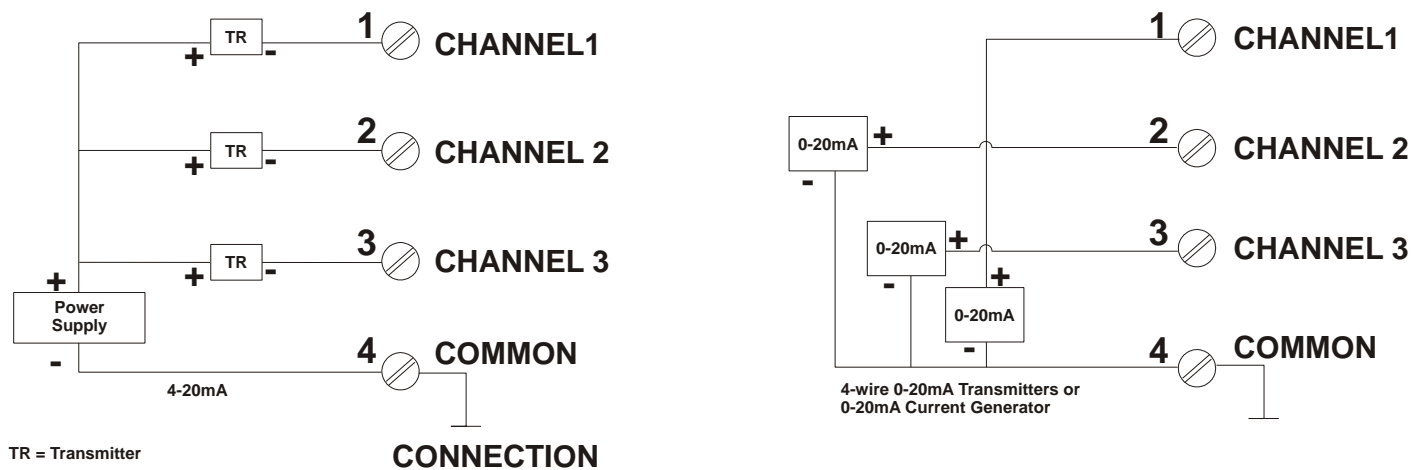 TR
+ -
1
CHANNEL1
TR
+ -
2
CHANNEL 2
TR
+ -
3
CHANNEL 3
+
Power
Supply
-
4
COMMON
4-20mA
TR = Transmitter
CONNECTION
1
CHANNEL1
0-20mA
+
-
2
CHANNEL 2
0-20mA
+
-
3
CHANNEL 3
+
0-20mA
-
4
COMMON
4-wire 0-20mA Transmitters or
0-20mA Current Generator